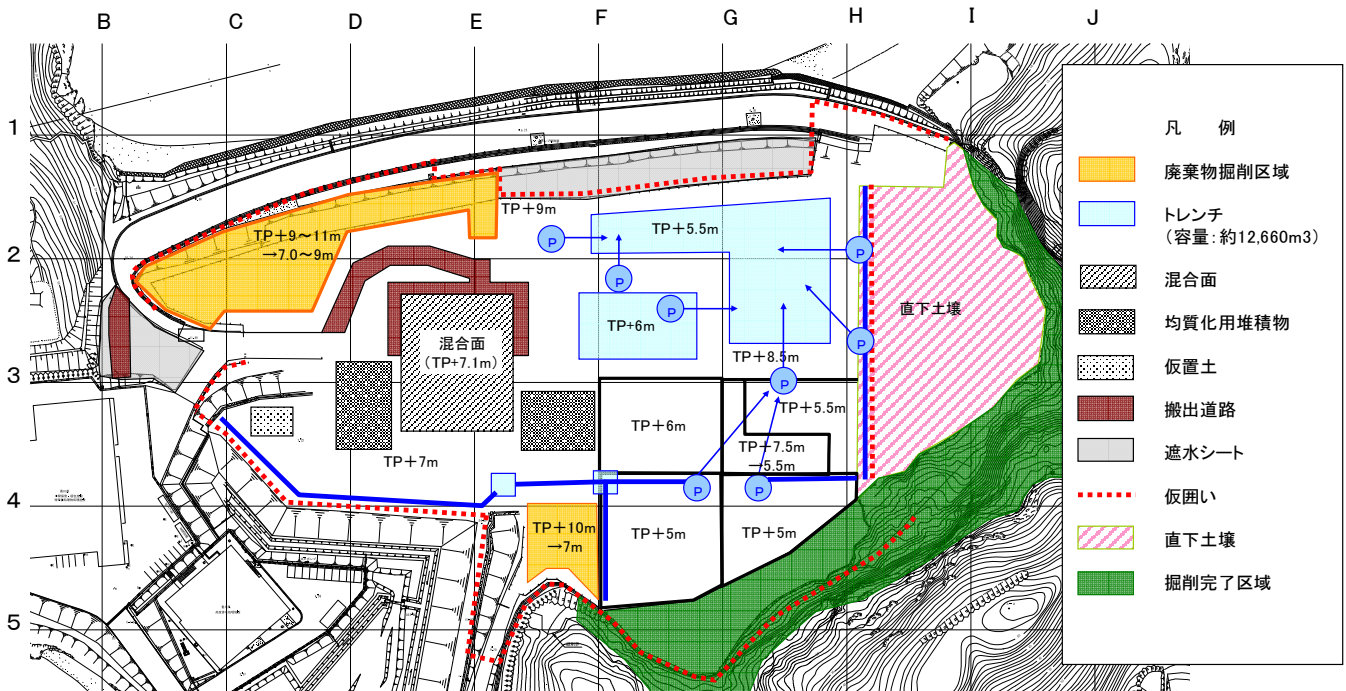 B C D E F G H I J
1
2
3
4
5
凡 例
廃棄物掘削区域
トレンチ
(容量:約12,660m3)
混合面
均質化用堆積物
仮置土
搬出道路
遮水シート
仮囲い
直下土壌
掘削完了区域
TP+9m
TP+9~11m
→7.0~9m
TP+5.5m
P
P
P
P
P
P
P
P
TP+6m
直下土壌
混合面
(TP+7.1m)
TP+8.5m
TP+5.5m
TP+6m
TP+7.5m
→5.5m
TP+7m
TP+10m
→7m
TP+5m
TP+5m